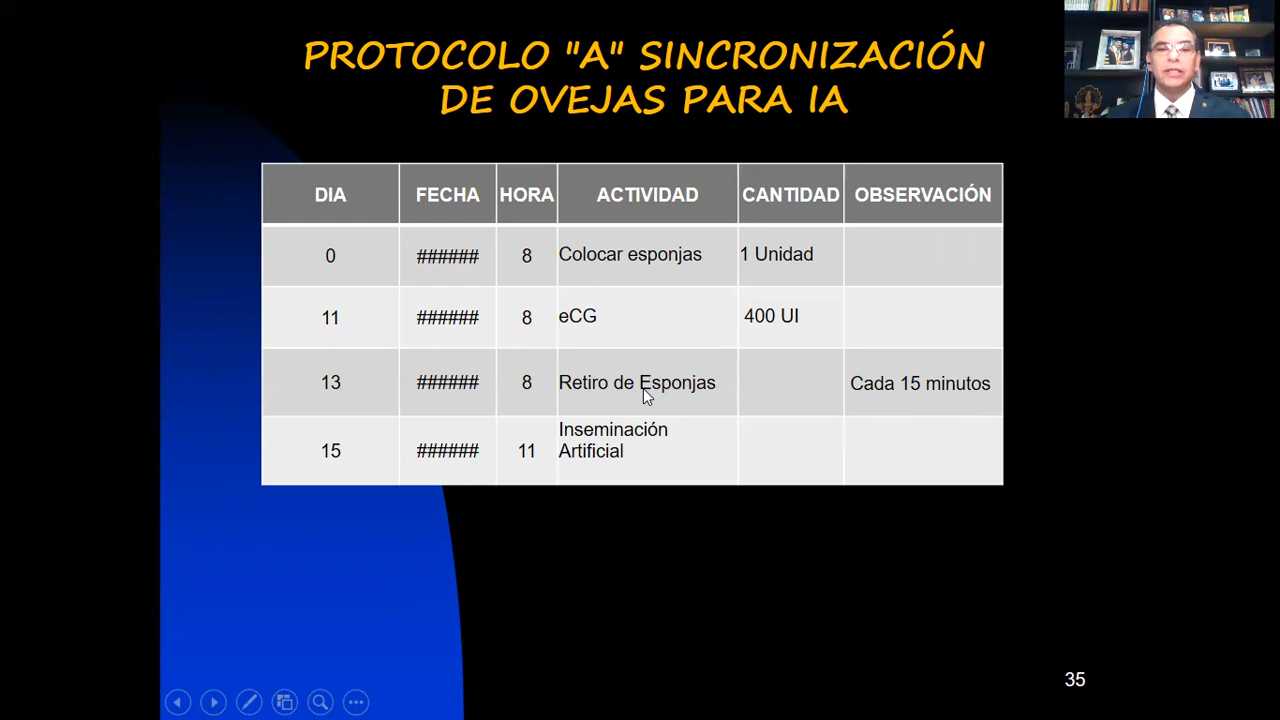 PROTOCOLO "A" SINCRONIZACIÓN
DE OVEJAS PARA IA
DIA FECHA HORA ACTIVIDAD CANTIDAD OBSERVACIÓN
0 ###### 8 Colocar esponjas 1 Unidad
11 ###### 8 eCG 400 UI
13 ###### 8 Retiro de Esponjas Cada 15 minutos
15 ###### 11 Inseminación
Artificial
35